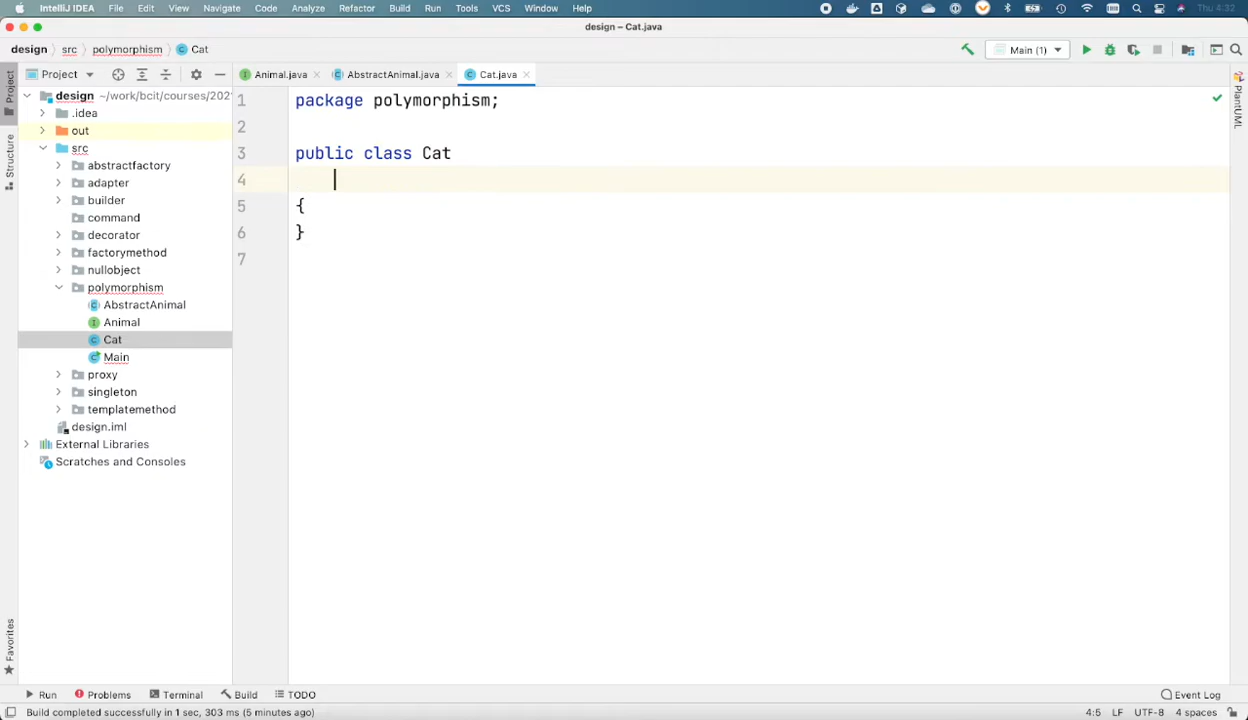 IntelliJ IDEA File Edit View Navigate Code Analyze Refactor Build Run Tools VCS Window Help Thu 4:32
design – Cat.java
design src polymorphism Cat Main (1)
Project Animal.java AbstractAnimal.java Cat.java
Project
Structure
Favorites
PlantUML
design ~/work/bcit/courses/202
.idea
out
src
abstractfactory
adapter
builder
command
decorator
factorymethod
nullobject
polymorphism
AbstractAnimal
Animal
Cat
Main
proxy
singleton
templatemethod
design.iml
External Libraries
Scratches and Consoles
1 package polymorphism;
2
3 public class Cat
4
5 {
6 }
7
Run Problems Terminal Build TODO Event Log
Build completed successfully in 1 sec, 303 ms (5 minutes ago) 4:5 LF UTF-8 4 spaces